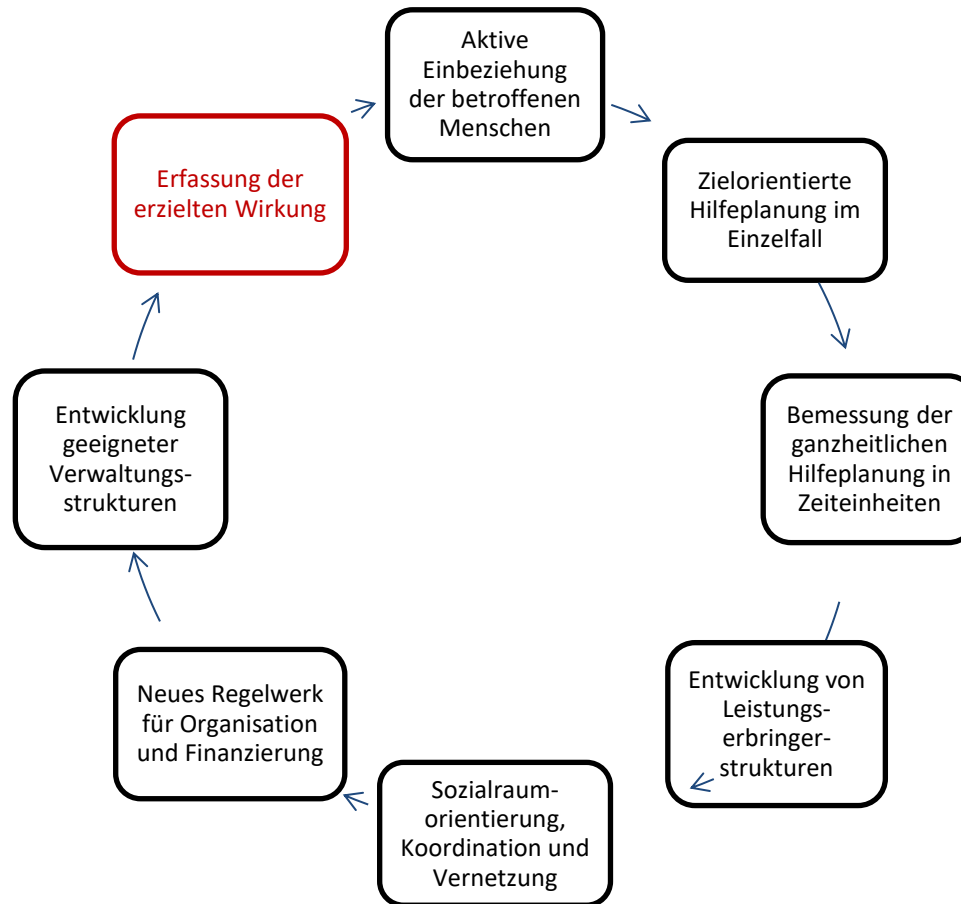 Aktive
Einbeziehung
der betroffenen
Menschen
Zielorientierte
Hilfeplanung im
Einzelfall
Bemessung der
ganzheitlichen
Hilfeplanung in
Zeiteinheiten
Entwicklung von
Leistungs-
erbringer-
strukturen
Sozialraum-
orientierung,
Koordination und
Vernetzung
Neues Regelwerk
für Organisation
und Finanzierung
Entwicklung
geeigneter
Verwaltungs-
strukturen
Erfassung der
erzielten Wirkung